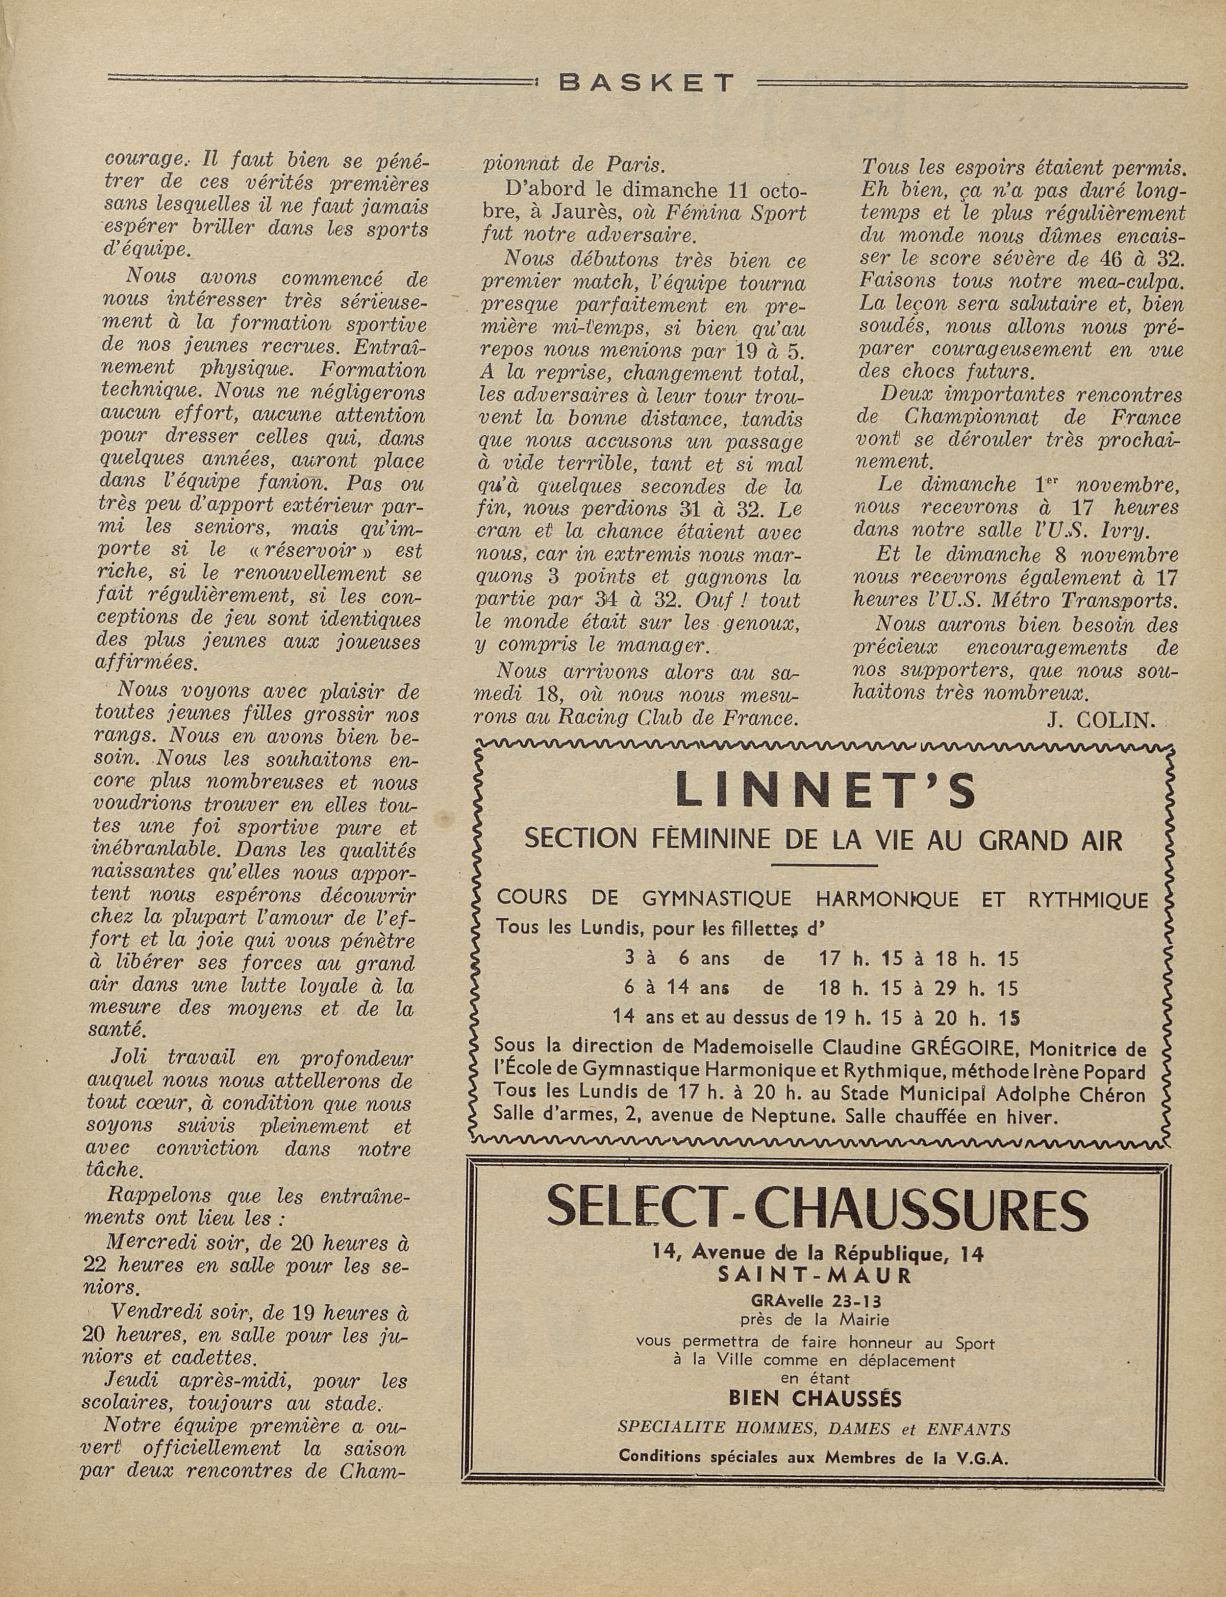 BASKET
courage. Il faut bien se péné-
trer de ces vérités premières
sans lesquelles il ne faut jamais
espérer briller dans les sports
d'équipe.
Nous avons commencé de
nous intéresser très sérieuse-
ment à la formation sportive
de nos jeunes recrues. Entraî-
nement physique. Formation
technique. Nous ne négligerons
aucun effort, aucune attention
pour dresser celles qui, dans
quelques années, auront place
dans l'équipe fanion. Pas ou
très peu d'apport extérieur par-
mi les seniors, mais qu'im-
porte si le « réservoir » est
riche, si le renouvellement se
fait régulièrement, si les con-
ceptions de jeu sont identiques
des plus jeunes aux joueuses
affirmées.
Nous voyons avec plaisir de
toutes jeunes filles grossir nos
rangs. Nous en avons bien be-
soin. Nous les souhaitons en-
core plus nombreuses et nous
voudrions trouver en elles tou-
tes une foi sportive pure et
inébranlable. Dans les qualités
naissantes qu'elles nous appor-
tent nous espérons découvrir
chez la plupart l'amour de l'ef-
fort et la joie qui vous pénètre
à libérer ses forces au grand
air dans une lutte loyale à la
mesure des moyens et de la
santé.
Joli travail en profondeur
auquel nous nous attellerons de
tout cœur, à condition que nous
soyons suivis pleinement et
avec conviction dans notre
tâche.
Rappelons que les entraîne-
ments ont lieu les :
Mercredi soir, de 20 heures à
22 heures en salle pour les se-
niors.
Vendredi soir, de 19 heures à
20 heures, en salle pour les ju-
niors et cadettes.
Jeudi après-midi, pour les
scolaires, toujours au stade.
Notre équipe première a ou-
vert officiellement la saison
par deux rencontres de Cham-
pionnat de Paris.
D'abord le dimanche 11 octo-
bre, à Jaurès, où Fémina Sport
fut notre adversaire.
Nous débutons très bien ce
premier match, l'équipe tourna
presque parfaitement en pre-
mière mi-temps, si bien qu'au
repos nous menions par 19 à 5.
A la reprise, changement total,
les adversaires à leur tour trou-
vent la bonne distance, tandis
que nous accusons un passage
à vide terrible, tant et si mal
qu'à quelques secondes de la
fin, nous perdions 31 à 32. Le
cran et la chance étaient avec
nous, car in extremis nous mar-
quons 3 points et gagnons la
partie par 34 à 32. Ouf ! tout
le monde était sur les genoux,
y compris le manager.
Nous arrivons alors au sa-
medi 18, où nous nous mesu-
rons au Racing Club de France.
Tous les espoirs étaient permis.
Eh bien, ça n'a pas duré long-
temps et le plus régulièrement
du monde nous dûmes encais-
ser le score sévère de 46 à 32.
Faisons tous notre mea-culpa.
La leçon sera salutaire et, bien
soudés, nous allons nous pré-
parer courageusement en vue
des chocs futurs.
Deux importantes rencontres
de Championnat de France
vont se dérouler très prochai-
nement.
Le dimanche 1er novembre,
nous recevrons à 17 heures
dans notre salle l'U.S. Ivry.
Et le dimanche 8 novembre
nous recevrons également à 17
heures l'U.S. Métro Transports.
Nous aurons bien besoin des
précieux encouragements de
nos supporters, que nous sou-
haitons très nombreux.
J. COLIN.
LINNET'S
SECTION FÉMININE DE LA VIE AU GRAND AIR
COURS DE GYMNASTIQUE HARMONIQUE ET RYTHMIQUE
Tous les Lundis, pour les fillettes d'
3 à 6 ans de 17 h. 15 à 18 h. 15
6 à 14 ans de 18 h. 15 à 29 h. 15
14 ans et au dessus de 19 h. 15 à 20 h. 15
Sous la direction de Mademoiselle Claudine GRÉGOIRE, Monitrice de
l'École de Gymnastique Harmonique et Rythmique, méthode Irène Popard
Tous les Lundis de 17 h. à 20 h. au Stade Municipal Adolphe Chéron
Salle d'armes, 2, avenue de Neptune. Salle chauffée en hiver.
SELECT-CHAUSSURES
14, Avenue de la République, 14
SAINT-MAUR
GRAvelle 23-13
près de la Mairie
vous permettra de faire honneur au Sport
à la Ville comme en déplacement
en étant
BIEN CHAUSSÉS
SPECIALITE HOMMES, DAMES et ENFANTS
Conditions spéciales aux Membres de la V.G.A.